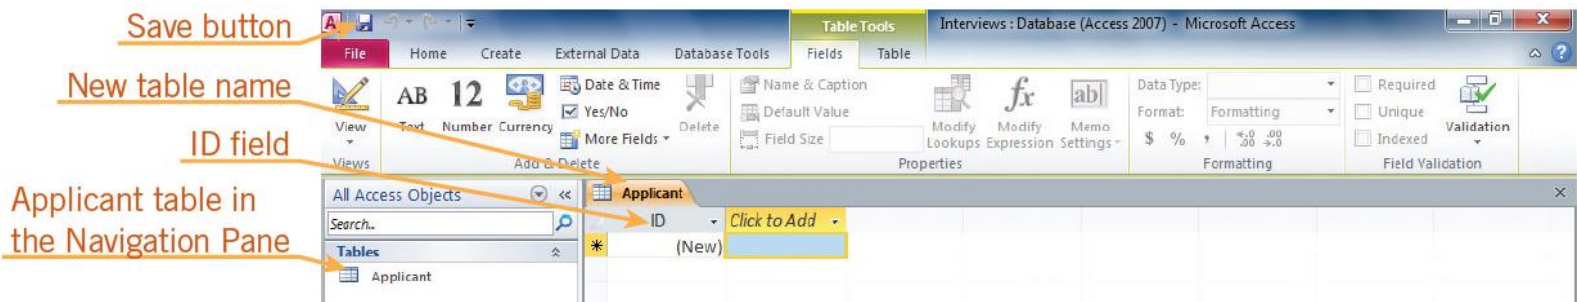 Save button
New table name
ID field
Applicant table in
the Navigation Pane
A
Table Tools
Interviews : Database (Access 2007) - Microsoft Access
File Home Create External Data Database Tools Fields Table
View
Views
AB Text
12 Number
Currency
Date & Time
Yes/No
More Fields
Delete
Add & Delete
Name & Caption
Default Value
Field Size
Modify
Lookups
fx
Modify
Expression
ab
Memo
Settings
Properties
Data Type:
Format: Formatting
$ % , .0 .00 .00 .0
Formatting
Required
Unique
Indexed
Validation
Field Validation
All Access Objects «
Search..
Tables
Applicant
Applicant
ID Click to Add
* (New)